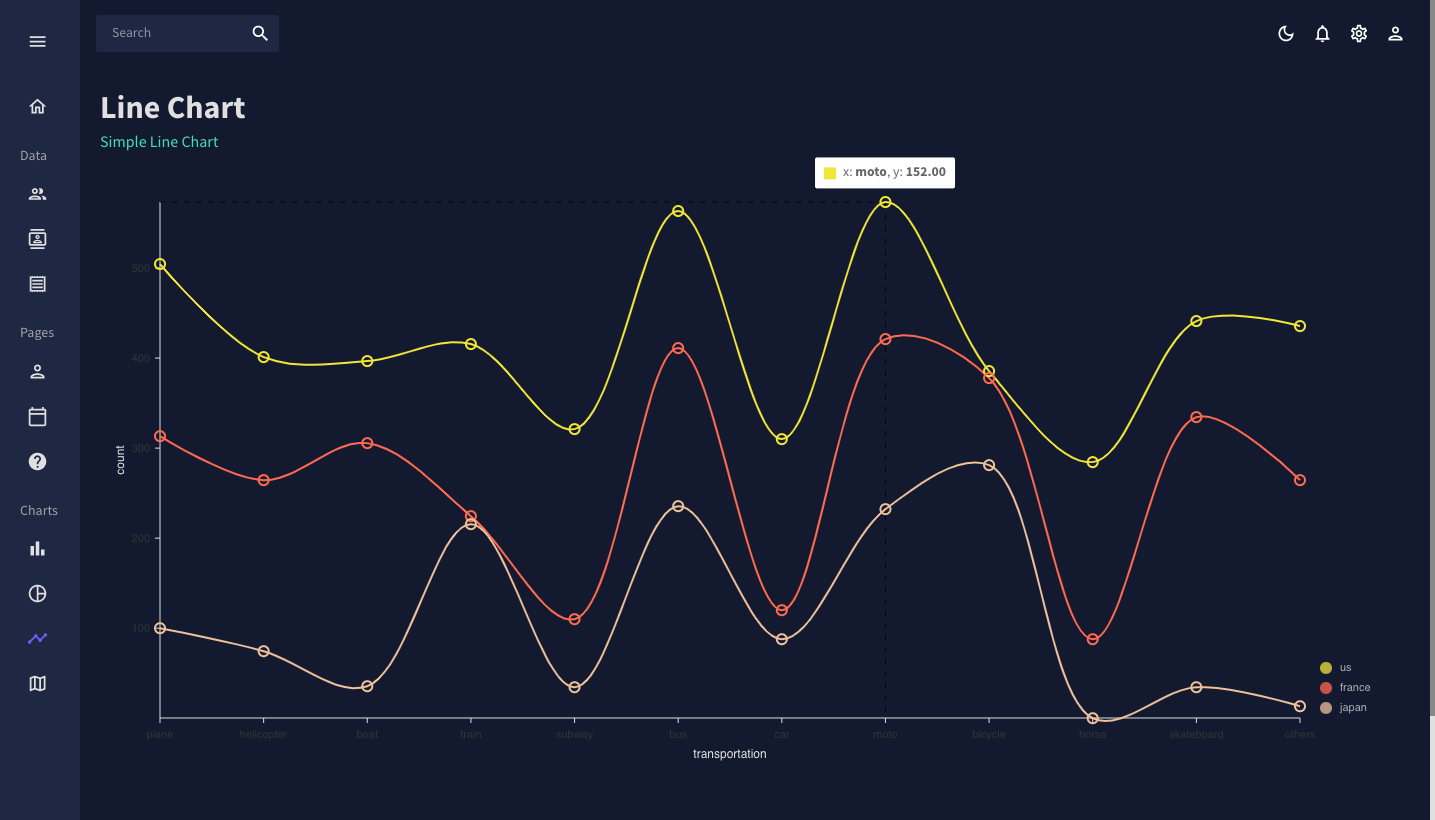 Search
Line Chart
Simple Line Chart
Data
Pages
Charts
x: moto, y: 152.00
500
400
300
200
100
count
plane helicopter boat train subway bus car moto bicycle horse skateboard others
transportation
us
france
japan